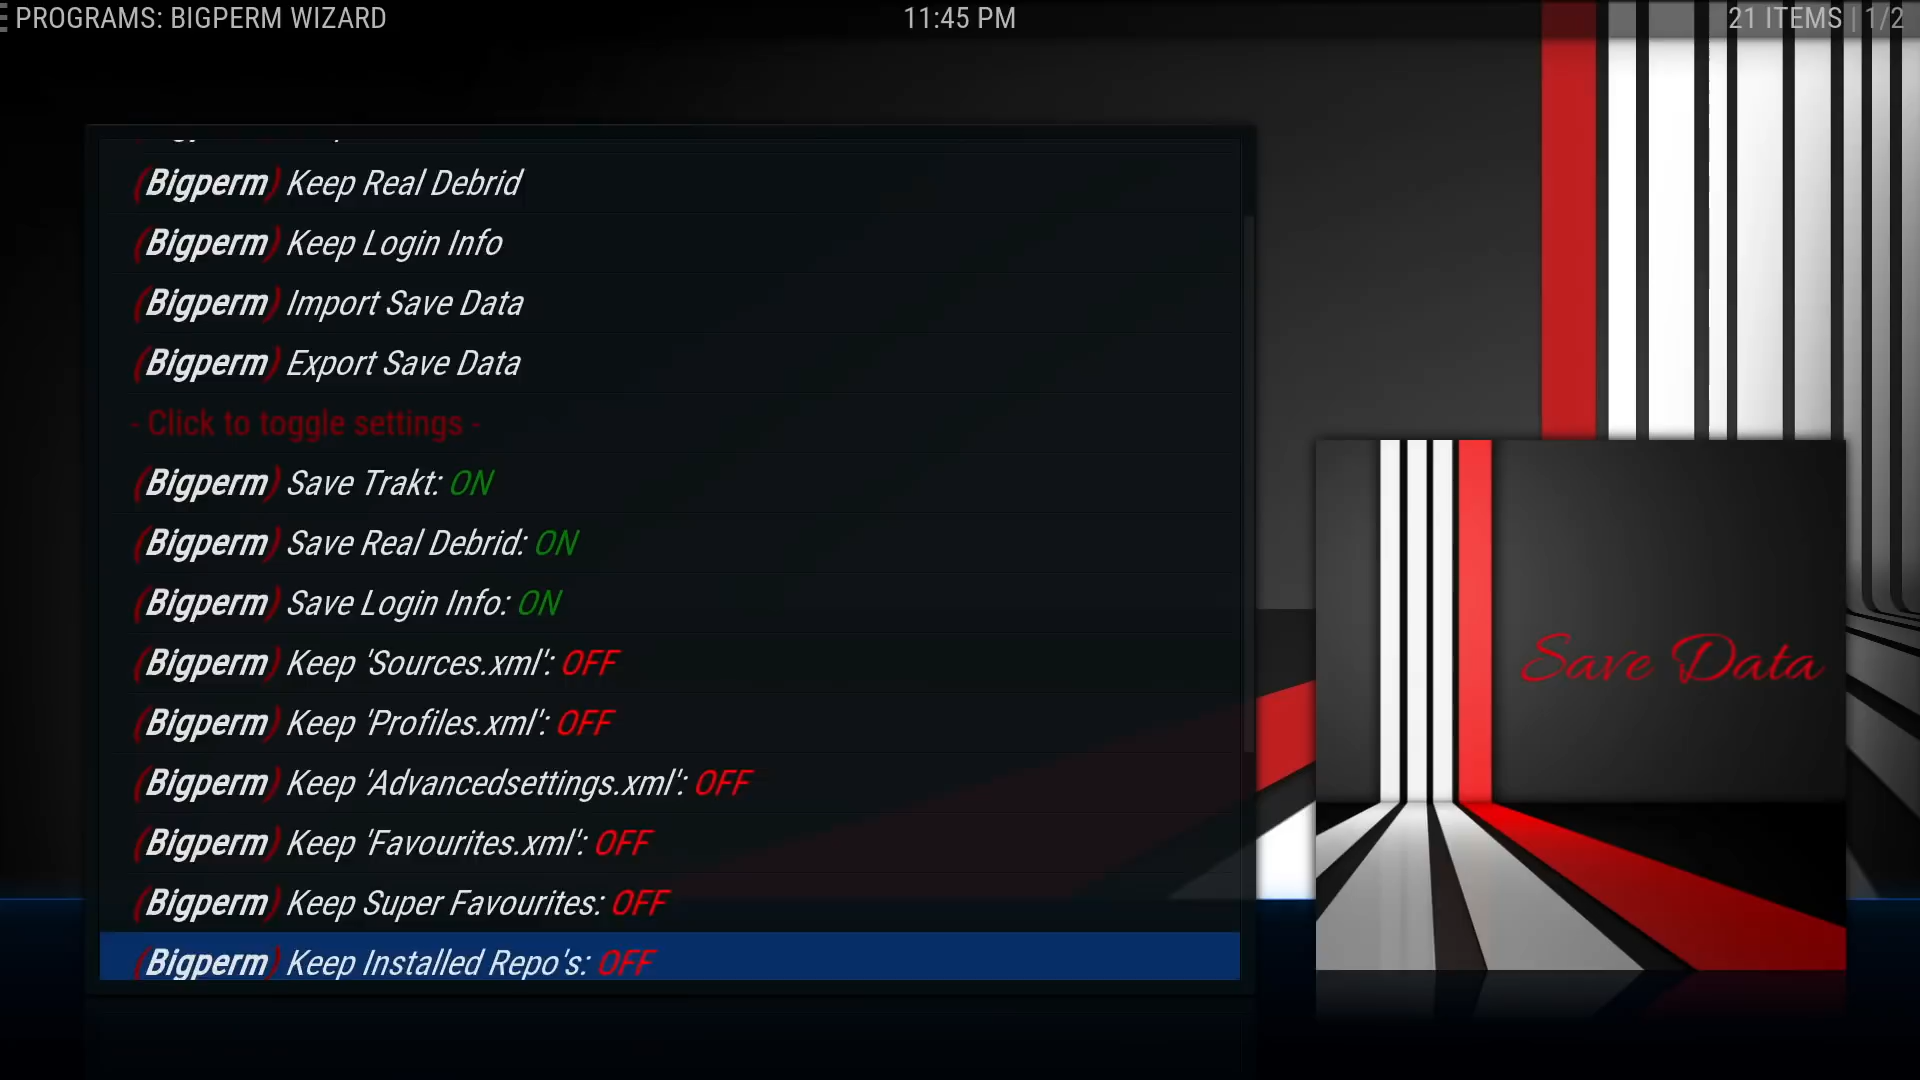 PROGRAMS: BIGPERM WIZARD
11:45 PM
21 ITEMS | 1/2
(Bigperm) Keep Real Debrid
(Bigperm) Keep Login Info
(Bigperm) Import Save Data
(Bigperm) Export Save Data
- Click to toggle settings -
(Bigperm) Save Trakt: ON
(Bigperm) Save Real Debrid: ON
(Bigperm) Save Login Info: ON
(Bigperm) Keep 'Sources.xml': OFF
(Bigperm) Keep 'Profiles.xml': OFF
(Bigperm) Keep 'Advancedsettings.xml': OFF
(Bigperm) Keep 'Favourites.xml': OFF
(Bigperm) Keep Super Favourites: OFF
(Bigperm) Keep Installed Repo's: OFF
Save Data